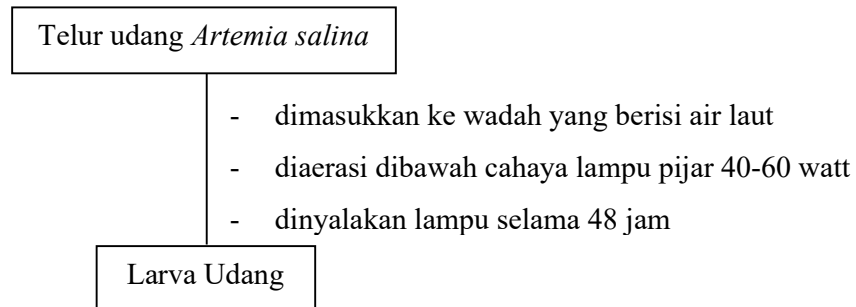 Telur udang Artemia salina
- dimasukkan ke wadah yang berisi air laut
- diaerasi dibawah cahaya lampu pijar 40-60 watt
- dinyalakan lampu selama 48 jam
Larva Udang